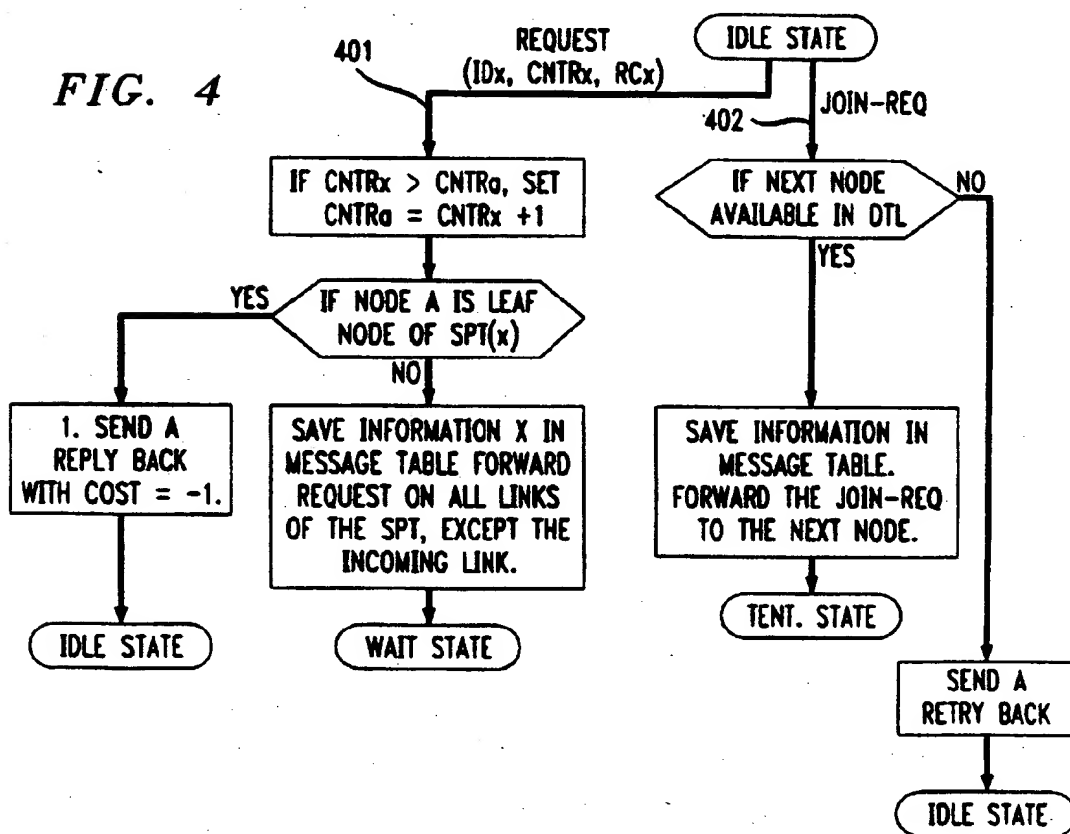 FIG. 4
401
REQUEST
(IDx, CNTRx, RCx)
IDLE STATE
402
JOIN-REQ
IF CNTRx > CNTRa, SET
CNTRa = CNTRx +1
IF NEXT NODE
AVAILABLE IN DTL
NO
YES
YES
IF NODE A IS LEAF
NODE OF SPT(x)
NO
1. SEND A
REPLY BACK
WITH COST = -1.
SAVE INFORMATION X IN
MESSAGE TABLE FORWARD
REQUEST ON ALL LINKS
OF THE SPT, EXCEPT THE
INCOMING LINK.
SAVE INFORMATION IN
MESSAGE TABLE.
FORWARD THE JOIN-REQ
TO THE NEXT NODE.
IDLE STATE
WAIT STATE
TENT. STATE
SEND A
RETRY BACK
IDLE STATE